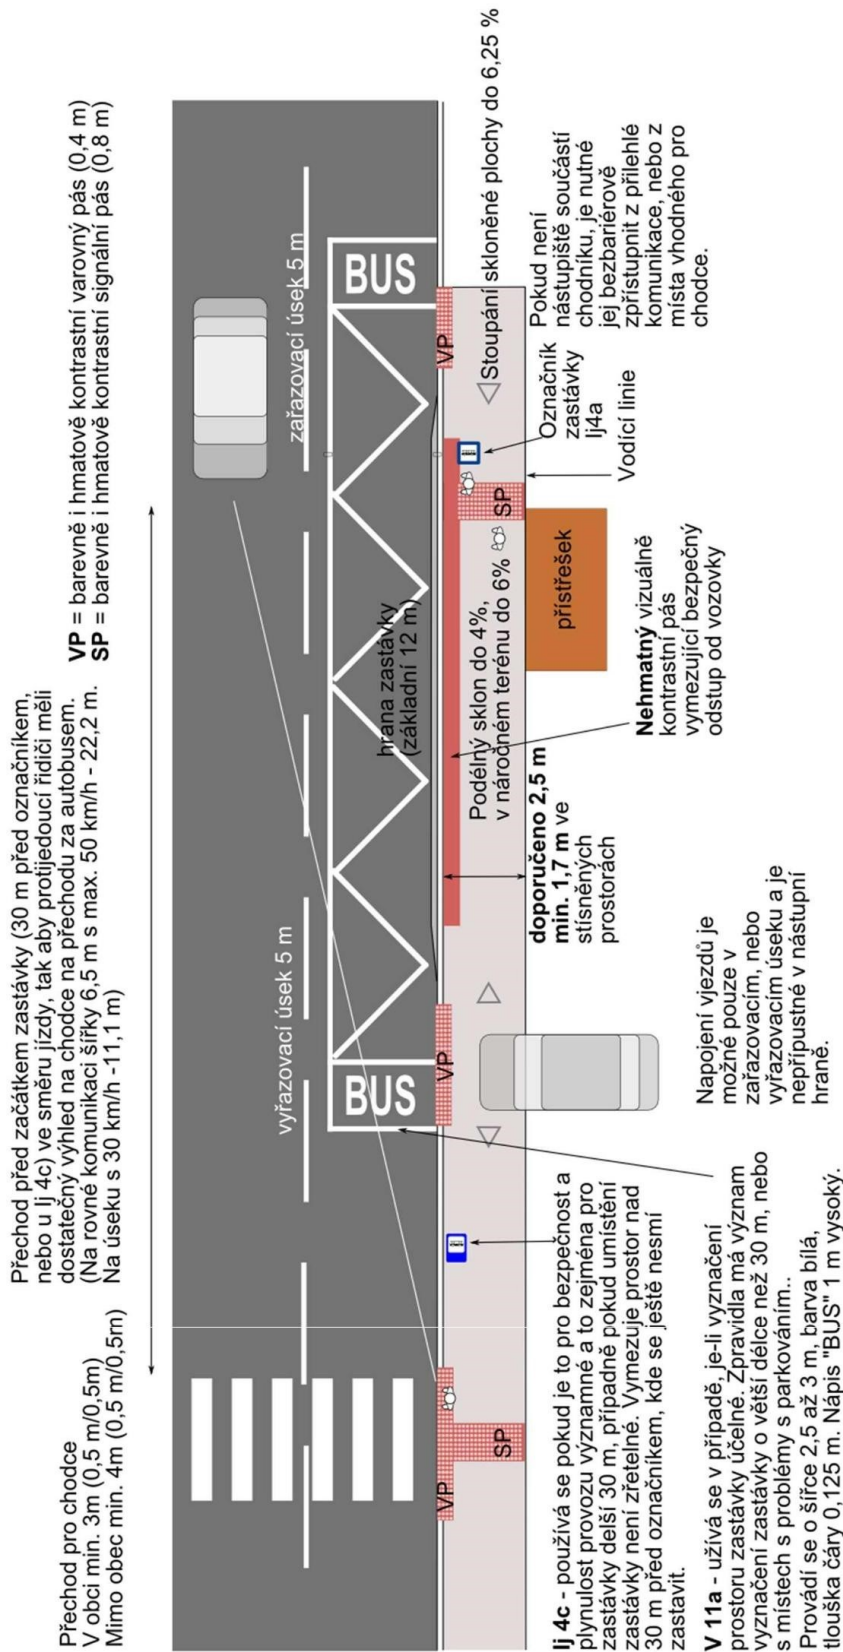 Přechod pro chodce
V obci min. 3m (0,5 m/0,5m)
Mimo obec min. 4m (0,5 m/0,5m)
Přechod před začátkem zastávky (30 m před označníkem,
nebo u Ij 4c) ve směru jízdy, tak aby protijedoucí řidiči měli
dostatečný výhled na chodce na přechodu za autobusem.
(Na rovné komunikaci šířky 6,5 m s max. 50 km/h - 22,2 m.
Na úseku s 30 km/h -11,1 m)
VP = barevně i hmatově kontrastní varovný pás (0,4 m)
SP = barevně i hmatově kontrastní signální pás (0,8 m)
vyřazovací úsek 5 m
zařazovací úsek 5 m
BUS
BUS
hrana zastávky
(základní 12 m)
VP
VP
VP
SP
SP
Podélný sklon do 4%,
v náročném terénu do 6%
Stoupání skloněné plochy do 6,25 %
doporučeno 2,5 m
min. 1,7 m ve
stísněných
prostorách
přístřešek
Označník
zastávky
Ij4a
Vodící linie
Pokud není
nástupiště součástí
chodníku, je nutné
jej bezbariérově
zpřístupnit z přilehlé
komunikace, nebo z
místa vhodného pro
chodce.
Nehmatný vizuálně
kontrastní pás
vymezující bezpečný
odstup od vozovky
Napojení vjezdů je
možné pouze v
zařazovacím, nebo
vyřazovacím úseku a je
nepřípustné v nástupní
hraně.
Ij 4c - používá se pokud je to pro bezpečnost a
plynulost provozu významné a to zejména pro
zastávky delší 30 m, případně pokud umístění
zastávky není zřetelné. Vymezuje prostor nad
30 m před označníkem, kde se ještě nesmí
zastavit.
V 11a - užívá se v případě, je-li vyznačení
prostoru zastávky účelné. Zpravidla má význam
vyznačení zastávky o větší délce než 30 m, nebo
s místech s problémy s parkováním..
Provádí se o šířce 2,5 až 3 m, barva bílá,
tlouška čáry 0,125 m. Nápis "BUS" 1 m vysoký.